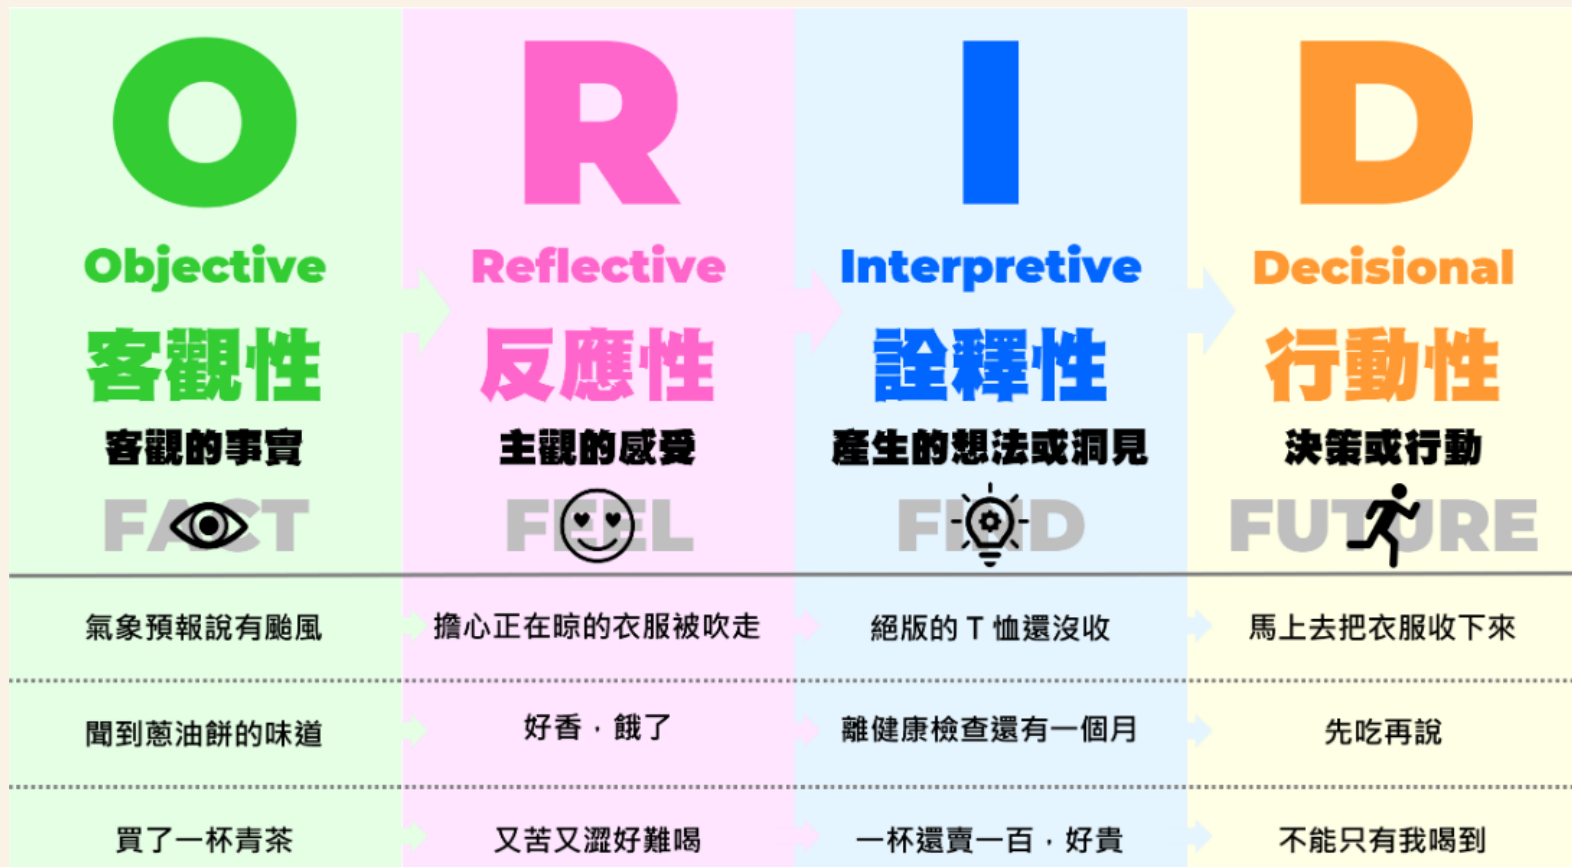 O R I D
Objective Reflective Interpretive Decisional
客觀性 反應性 詮釋性 行動性
客觀的事實 主觀的感受 產生的想法或洞見 決策或行動
FACT FEEL FIND FUTURE
氣象預報說有颱風 擔心正在晾的衣服被吹走 絕版的 T 恤還沒收 馬上去把衣服收下來
聞到蔥油餅的味道 好香，餓了 離健康檢查還有一個月 先吃再說
買了一杯青茶 又苦又澀好難喝 一杯還賣一百，好貴 不能只有我喝到